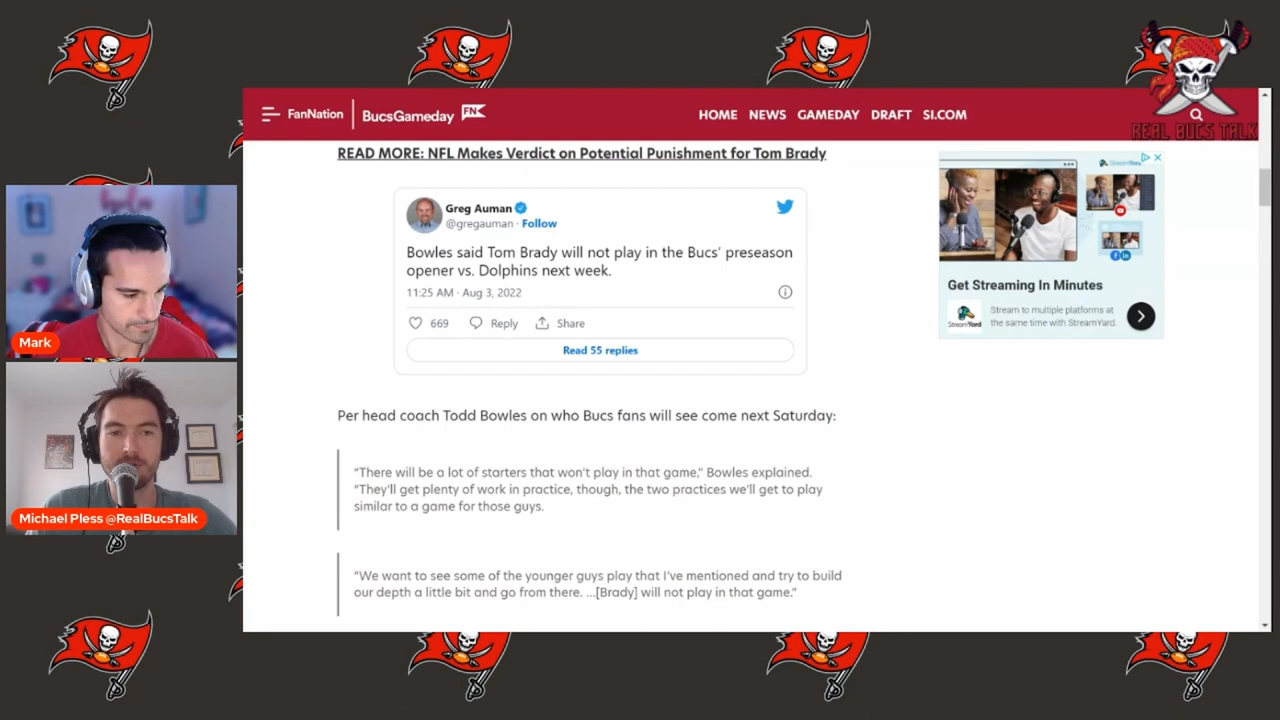 FanNation
BucsGameday FN
HOME NEWS GAMEDAY DRAFT SI.COM
REAL BUCS TALK
READ MORE: NFL Makes Verdict on Potential Punishment for Tom Brady
Greg Auman
@gregauman · Follow
Bowles said Tom Brady will not play in the Bucs' preseason
opener vs. Dolphins next week.
11:25 AM · Aug 3, 2022
669 Reply Share
Read 55 replies
StreamYard
Get Streaming In Minutes
Stream to multiple platforms at
the same time with StreamYard.
StreamYard
Mark
Michael Pless @RealBucsTalk
Per head coach Todd Bowles on who Bucs fans will see come next Saturday:
“There will be a lot of starters that won't play in that game,” Bowles explained.
“They'll get plenty of work in practice, though, the two practices we'll get to play
similar to a game for those guys.
“We want to see some of the younger guys play that I've mentioned and try to build
our depth a little bit and go from there. ...[Brady] will not play in that game.”